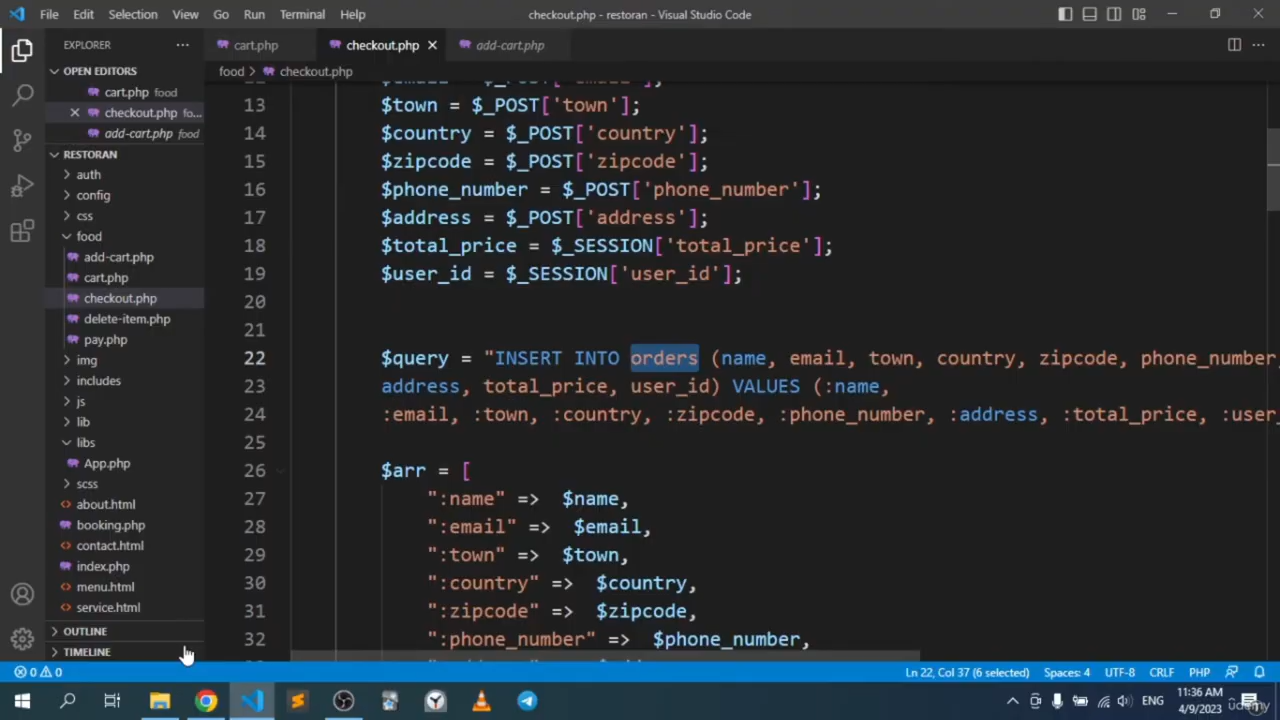 File Edit Selection View Go Run Terminal Help checkout.php - restoran - Visual Studio Code
EXPLORER
cart.php checkout.php add-cart.php
OPEN EDITORS
food > checkout.php
cart.php food
checkout.php fo...
add-cart.php food
RESTORAN
auth
config
css
food
add-cart.php
cart.php
checkout.php
delete-item.php
pay.php
img
includes
js
lib
libs
App.php
scss
about.html
booking.php
contact.html
index.php
menu.html
service.html
OUTLINE
TIMELINE
13 $town = $_POST['town'];
14 $country = $_POST['country'];
15 $zipcode = $_POST['zipcode'];
16 $phone_number = $_POST['phone_number'];
17 $address = $_POST['address'];
18 $total_price = $_SESSION['total_price'];
19 $user_id = $_SESSION['user_id'];
20
21
22 $query = "INSERT INTO orders (name, email, town, country, zipcode, phone_number
23 address, total_price, user_id) VALUES (:name,
24 :email, :town, :country, :zipcode, :phone_number, :address, :total_price, :user_
25
26 $arr = [
27 ":name" => $name,
28 ":email" => $email,
29 ":town" => $town,
30 ":country" => $country,
31 ":zipcode" => $zipcode,
32 ":phone_number" => $phone_number,
0 0 Ln 22, Col 37 (6 selected) Spaces: 4 UTF-8 CRLF PHP
ENG 11:36 AM
4/9/2023
udemy